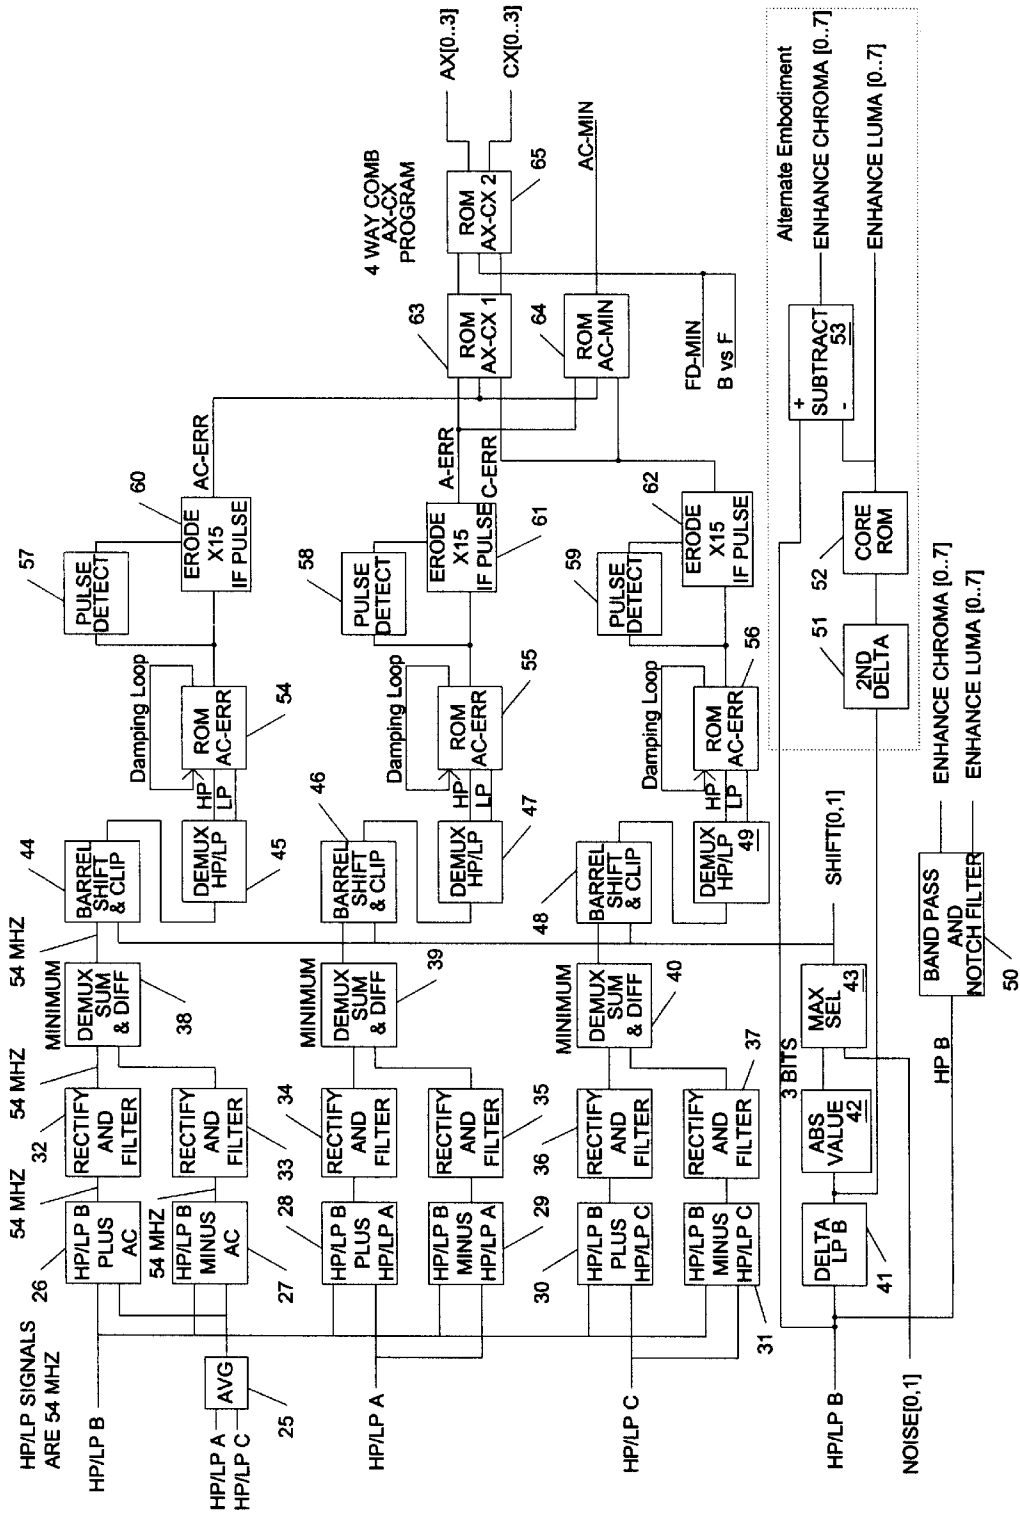 HP/LP SIGNALS
ARE 54 MHZ
HP/LP B
HP/LP A
HP/LP C
AVG
25
26
HP/LP B
PLUS
AC
54 MHZ
HP/LP B
MINUS
AC
27
54 MHZ
32
RECTIFY
AND
FILTER
RECTIFY
AND
FILTER
33
54 MHZ
MINIMUM
DEMUX
SUM
& DIFF
38
54 MHZ
44
BARREL
SHIFT
& CLIP
DEMUX
HP/LP
45
HP
LP
Damping Loop
ROM
AC-ERR
54
57
PULSE
DETECT
60
ERODE
X15
IF PULSE
AC-ERR
HP/LP A
28
HP/LP B
PLUS
HP/LP A
HP/LP B
MINUS
HP/LP A
29
34
RECTIFY
AND
FILTER
RECTIFY
AND
FILTER
35
MINIMUM
DEMUX
SUM
& DIFF
39
46
BARREL
SHIFT
& CLIP
DEMUX
HP/LP
47
HP
LP
Damping Loop
ROM
AC-ERR
55
58
PULSE
DETECT
ERODE
X15
IF PULSE
61
A-ERR
C-ERR
63
ROM
AX-CX 1
64
ROM
AC-MIN
4 WAY COMB
AX-CX
PROGRAM
ROM
AX-CX 2
65
AX[0..3]
CX[0..3]
AC-MIN
FD-MIN
B vs F
HP/LP C
30
HP/LP B
PLUS
HP/LP C
HP/LP B
MINUS
HP/LP C
31
36
RECTIFY
AND
FILTER
RECTIFY
AND
FILTER
37
MINIMUM
DEMUX
SUM
& DIFF
40
48
BARREL
SHIFT
& CLIP
DEMUX
HP/LP
49
HP
LP
Damping Loop
ROM
AC-ERR
56
59
PULSE
DETECT
62
ERODE
X15
IF PULSE
HP/LP B
NOISE[0,1]
DELTA
LP B
41
ABS
VALUE
42
3 BITS
MAX
SEL
43
SHIFT[0,1]
HP B
BAND PASS
AND
NOTCH FILTER
50
ENHANCE CHROMA [0..7]
ENHANCE LUMA [0..7]
51
2ND
DELTA
52
CORE
ROM
+
SUBTRACT
53
-
Alternate Embodiment
ENHANCE CHROMA [0..7]
ENHANCE LUMA [0..7]